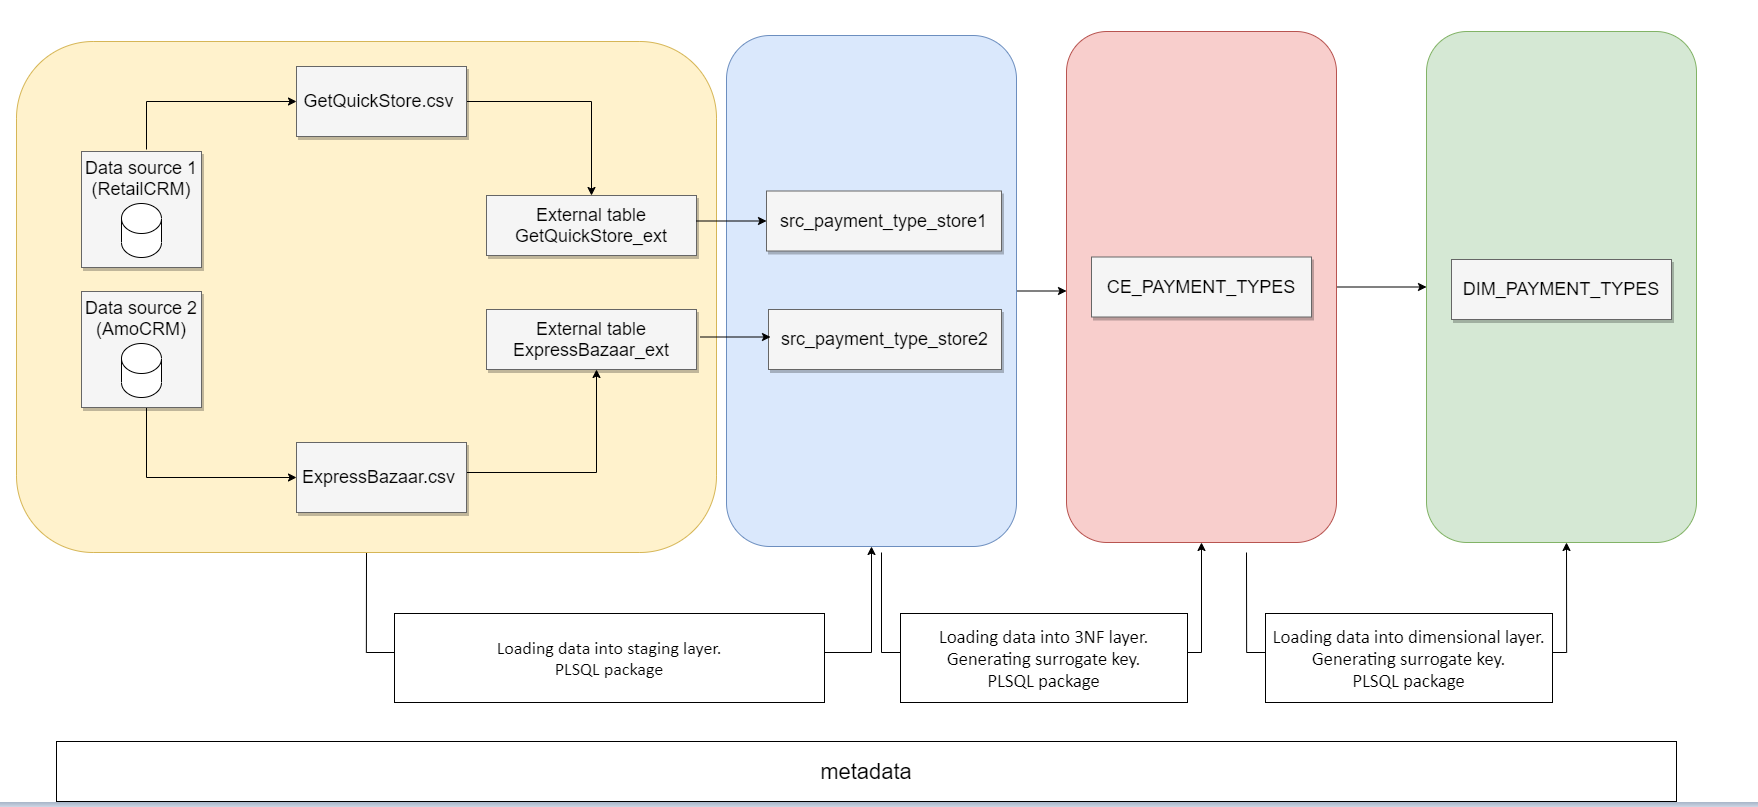 GetQuickStore.csv
Data source 1
(RetailCRM)
External table
GetQuickStore_ext
src_payment_type_store1
CE_PAYMENT_TYPES
DIM_PAYMENT_TYPES
Data source 2
(AmoCRM)
External table
ExpressBazaar_ext
src_payment_type_store2
ExpressBazaar.csv
Loading data into staging layer.
PLSQL package
Loading data into 3NF layer.
Generating surrogate key.
PLSQL package
Loading data into dimensional layer.
Generating surrogate key.
PLSQL package
metadata